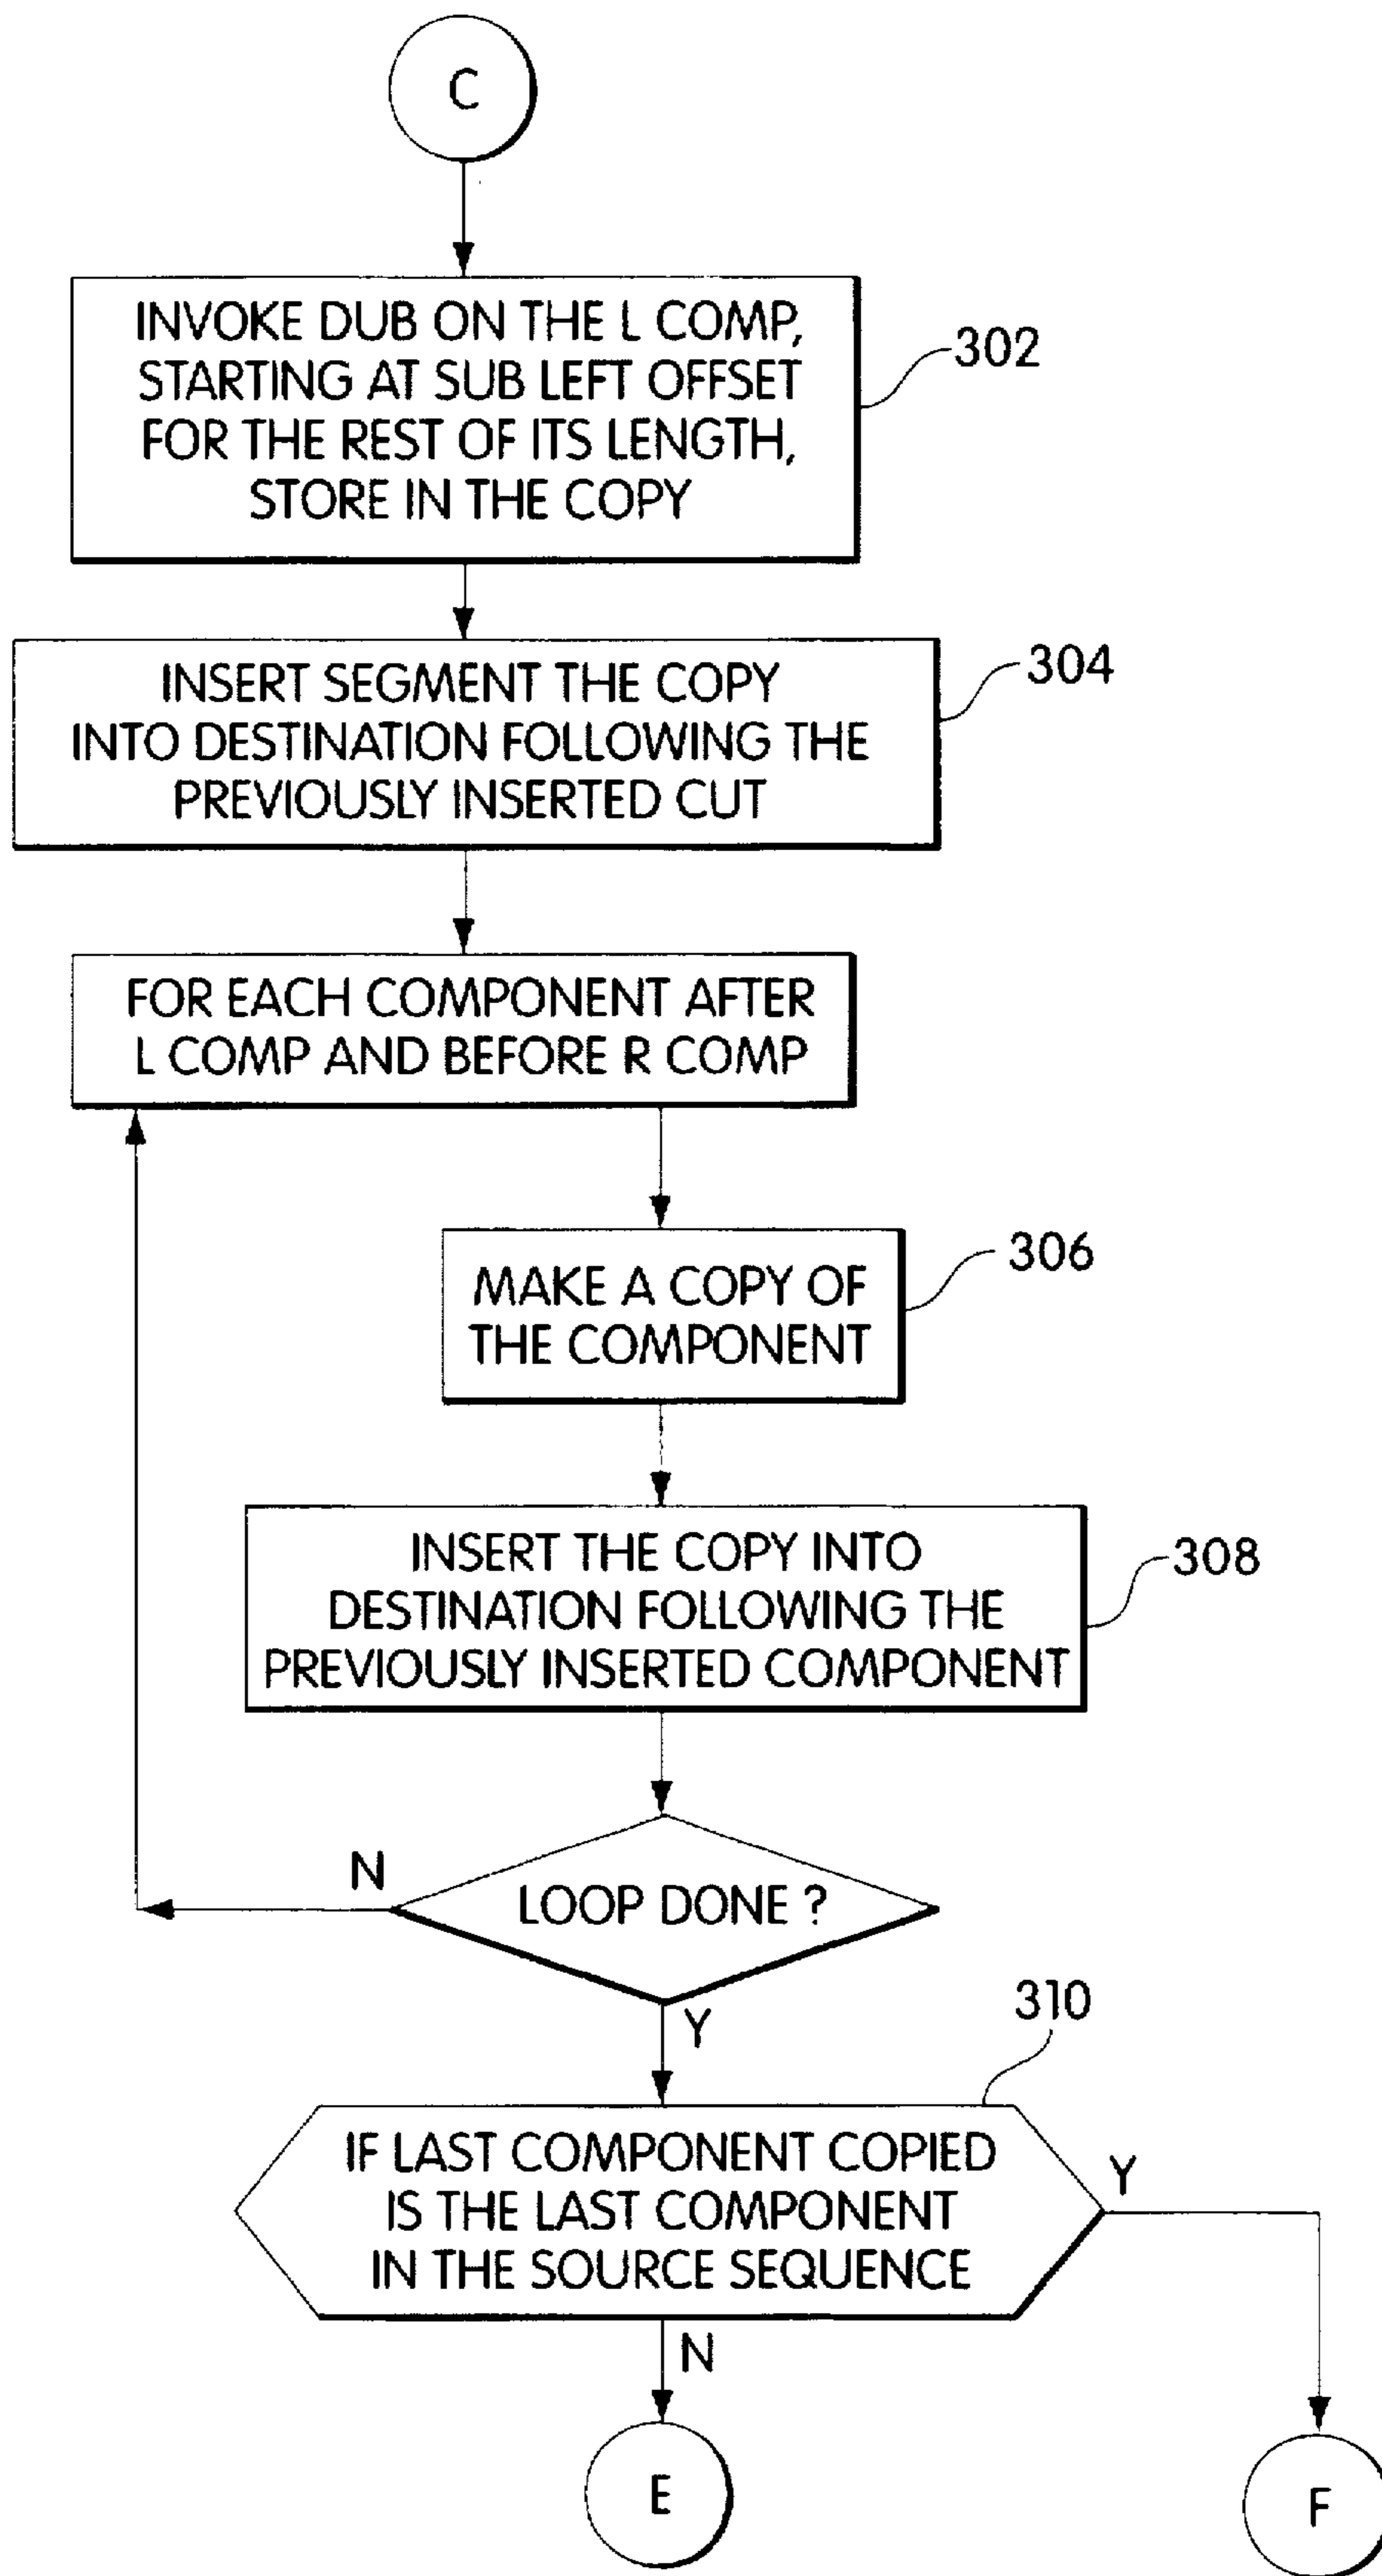 C
INVOKE DUB ON THE L COMP,
STARTING AT SUB LEFT OFFSET
FOR THE REST OF ITS LENGTH,
STORE IN THE COPY
302
INSERT SEGMENT THE COPY
INTO DESTINATION FOLLOWING THE
PREVIOUSLY INSERTED CUT
304
FOR EACH COMPONENT AFTER
L COMP AND BEFORE R COMP
MAKE A COPY OF
THE COMPONENT
306
INSERT THE COPY INTO
DESTINATION FOLLOWING THE
PREVIOUSLY INSERTED COMPONENT
308
N
LOOP DONE ?
Y
310
IF LAST COMPONENT COPIED
IS THE LAST COMPONENT
IN THE SOURCE SEQUENCE
Y
N
E
F